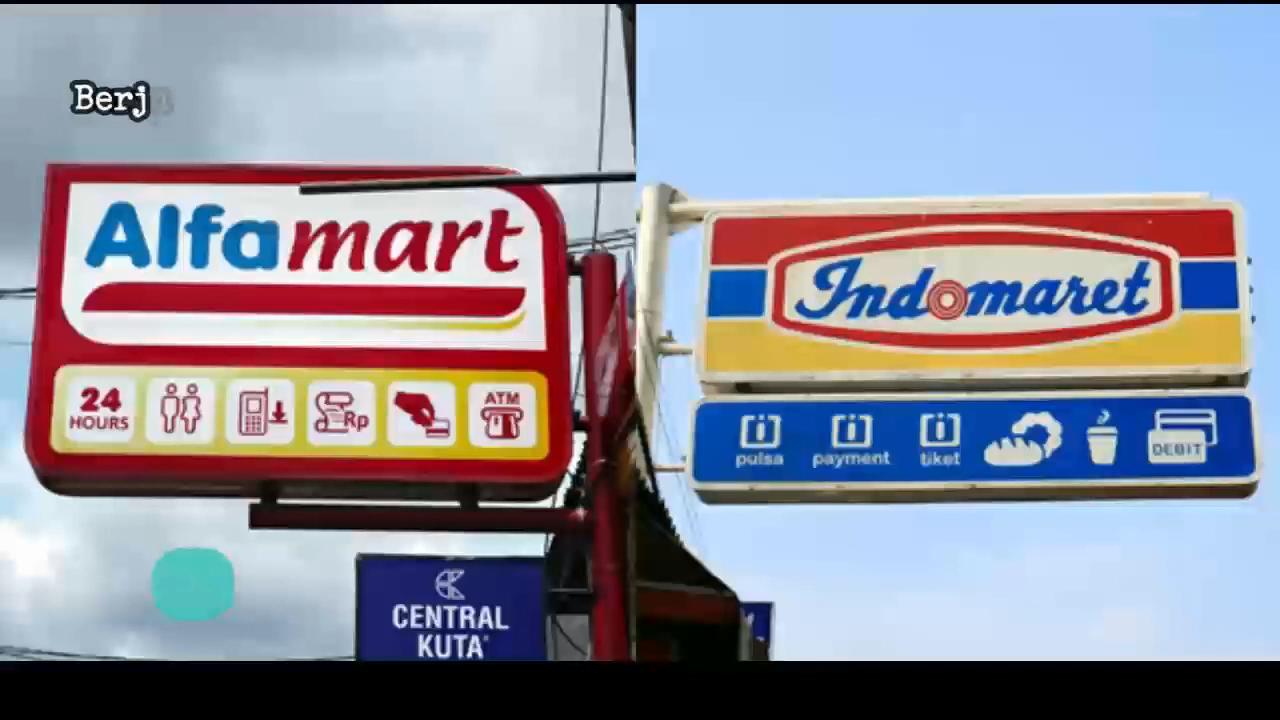 Berj
Alfamart
24
HOURS
Rp
ATM
CENTRAL
KUTA
Indomaret
pulsa
payment
tiket
DEBIT